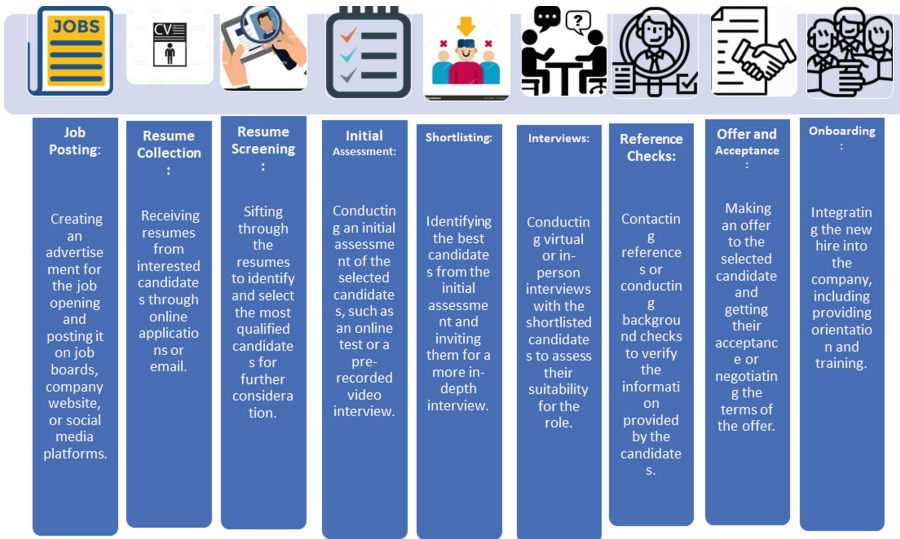 JOBS
CV
?
Job
Posting:
Creating
an
advertise
ment for
the job
opening
and
posting it
on job
boards,
company
website,
or social
media
platforms.
Resume
Collection
:
Receiving
resumes
from
interested
candidate
s through
online
applicatio
ns or
email.
Resume
Screening
:
Sifting
through
the
resumes
to identify
and select
the most
qualified
candidate
s for
further
considera
tion.
Initial
Assessment:
Conductin
g an initial
assessme
nt of the
selected
candidate
s, such as
an online
test or a
pre-
recorded
video
interview.
Shortlisting:
Identifying
the best
candidate
s from the
initial
assessme
nt and
inviting
them for a
more in-
depth
interview.
Interviews:
Conductin
g virtual
or in-
person
interviews
with the
shortlisted
candidate
s to assess
their
suitability
for the
role.
Reference
Checks:
Contactin
g
reference
s or
conductin
g
backgrou
nd checks
to verify
the
informati
on
provided
by the
candidate
s.
Offer and
Acceptance
:
Making
an offer
to the
selected
candidate
and
getting
their
acceptanc
e or
negotiatin
g the
terms of
the offer.
Onboarding
:
Integratin
g the new
hire into
the
company,
including
providing
orientatio
n and
training.